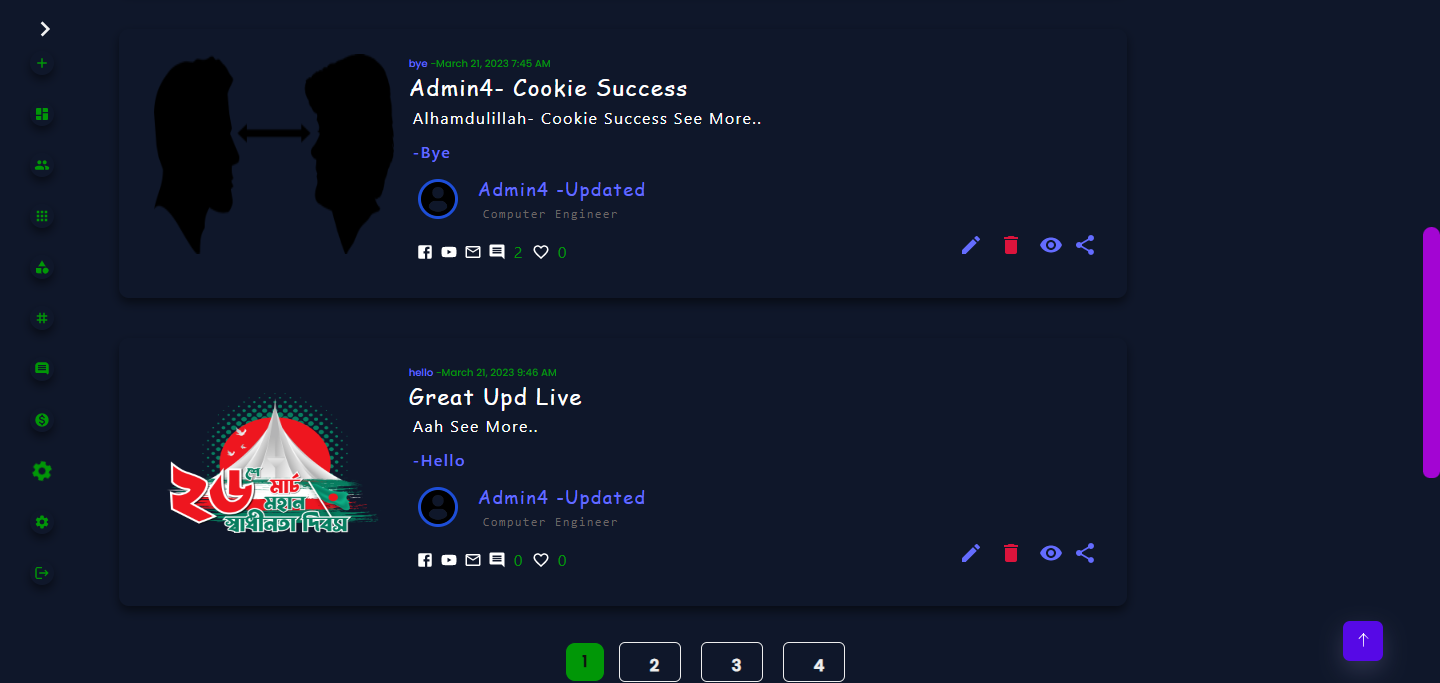 bye -March 21, 2023 7:45 AM
Admin4- Cookie Success
Alhamdulillah- Cookie Success See More..
-Bye
Admin4 -Updated
Computer Engineer
2 0
hello -March 21, 2023 9:46 AM
Great Upd Live
Aah See More..
-Hello
Admin4 -Updated
Computer Engineer
0 0
২৬শে
মার্চ
মহান
স্বাধীনতা দিবস
1 2 3 4